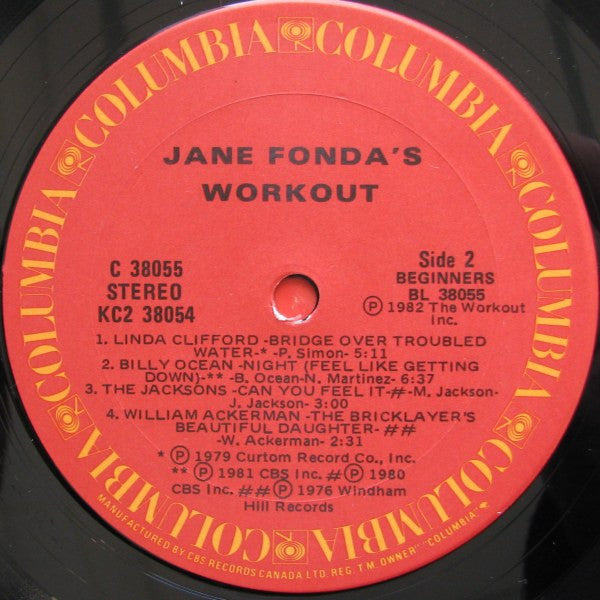 COLUMBIA COLUMBIA COLUMBIA COLUMBIA COLUMBIA COLUMBIA
JANE FONDA'S
WORKOUT
C 38055
STEREO
KC2 38054
Side 2
BEGINNERS
BL 38055
Ⓟ 1982 The Workout
Inc.
1. LINDA CLIFFORD -BRIDGE OVER TROUBLED
WATER-* -P. Simon- 5:11
2. BILLY OCEAN -NIGHT (FEEL LIKE GETTING
DOWN)-** -B. Ocean-N. Martinez- 6:37
3. THE JACKSONS -CAN YOU FEEL IT-#-M. Jackson-
J. Jackson- 3:00
4. WILLIAM ACKERMAN -THE BRICKLAYER'S
BEAUTIFUL DAUGHTER-##
-W. Ackerman- 2:31
* Ⓟ 1979 Curtom Record Co., Inc.
** Ⓟ 1981 CBS Inc. #Ⓟ 1980
CBS Inc. ##Ⓟ 1976 Windham
Hill Records
MANUFACTURED BY CBS RECORDS CANADA LTD. REG. T.M. OWNER "COLUMBIA"